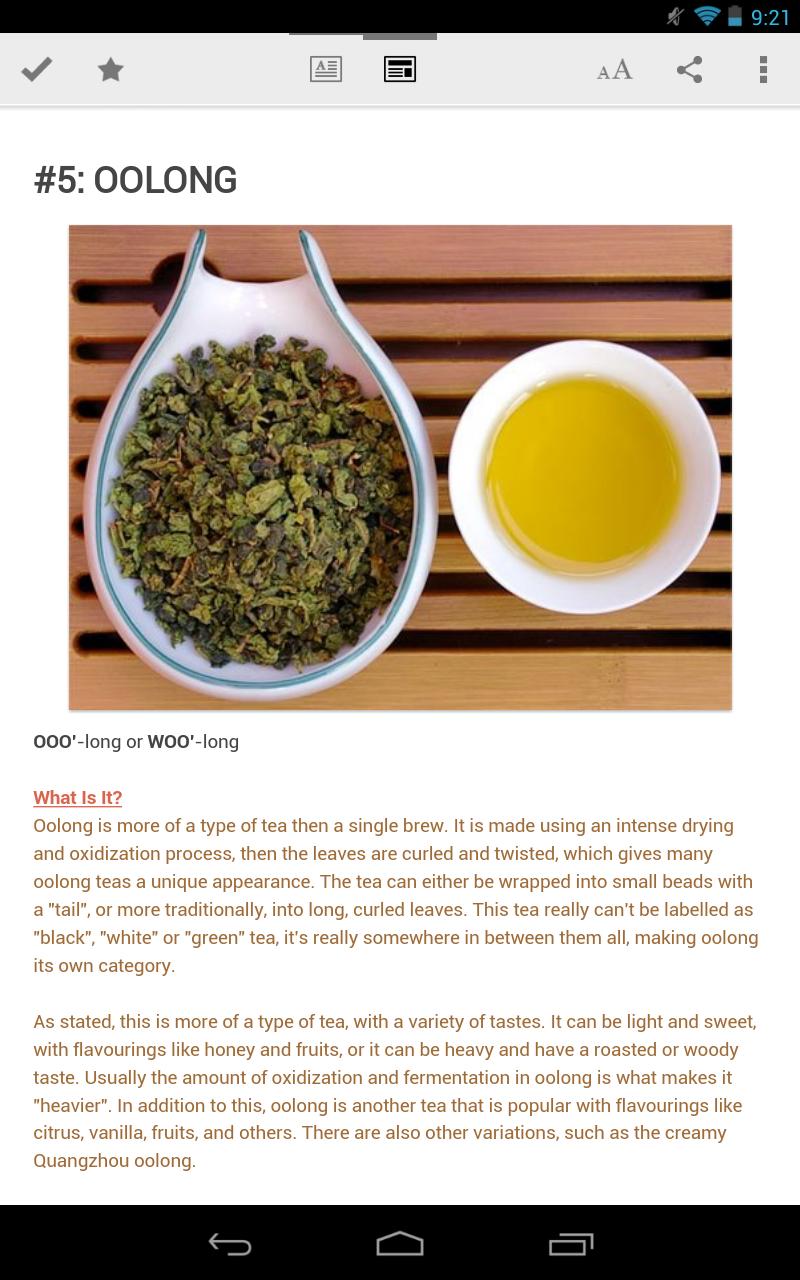 9:21
A
AA
#5: OOLONG
OOO'-long or WOO'-long
What Is It?
Oolong is more of a type of tea then a single brew. It is made using an intense drying
and oxidization process, then the leaves are curled and twisted, which gives many
oolong teas a unique appearance. The tea can either be wrapped into small beads with
a "tail", or more traditionally, into long, curled leaves. This tea really can't be labelled as
"black", "white" or "green" tea, it's really somewhere in between them all, making oolong
its own category.
As stated, this is more of a type of tea, with a variety of tastes. It can be light and sweet,
with flavourings like honey and fruits, or it can be heavy and have a roasted or woody
taste. Usually the amount of oxidization and fermentation in oolong is what makes it
"heavier". In addition to this, oolong is another tea that is popular with flavourings like
citrus, vanilla, fruits, and others. There are also other variations, such as the creamy
Quangzhou oolong.